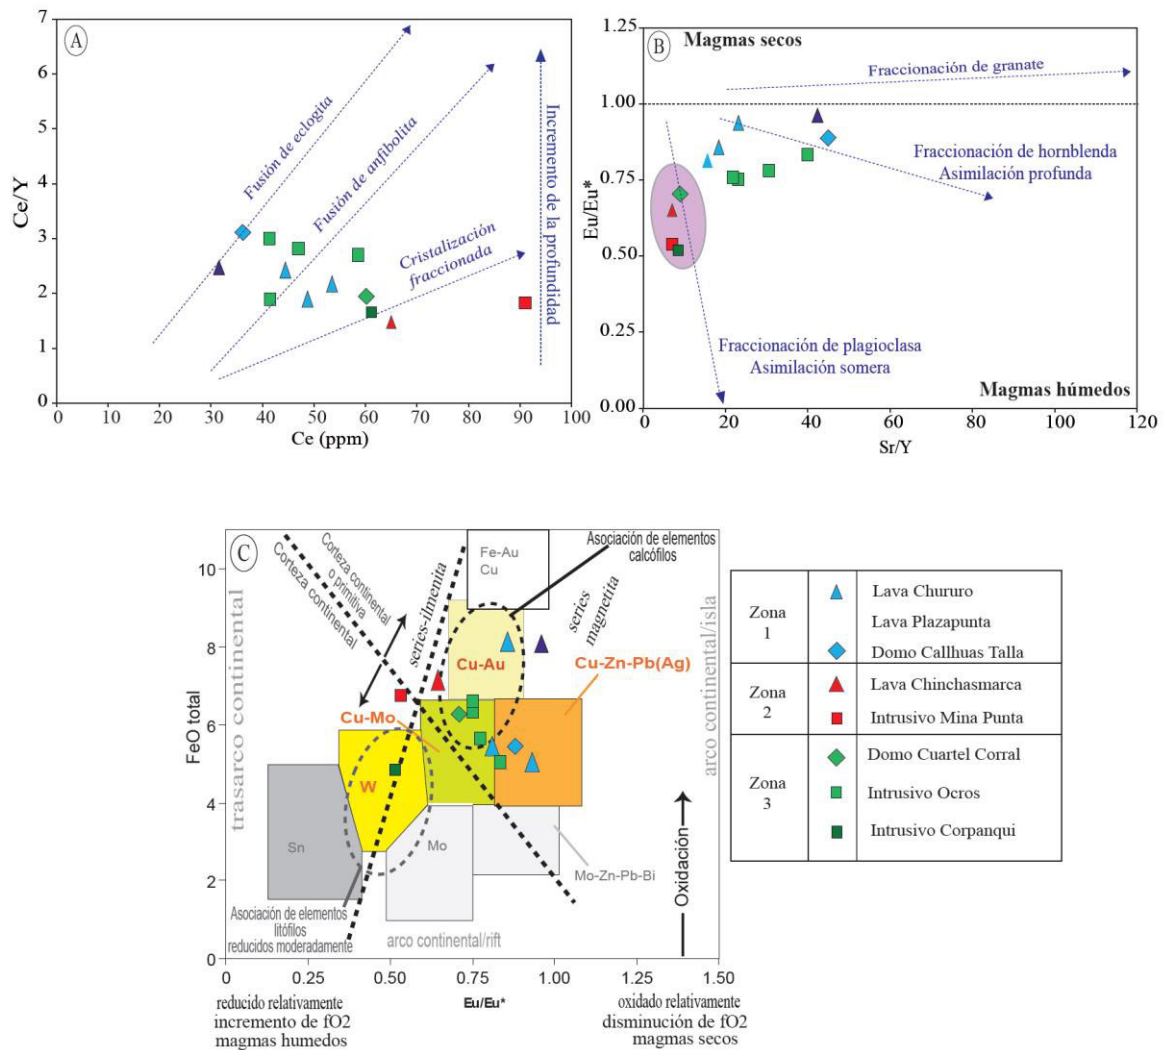 A
Ce/Y
7
6
5
4
3
2
1
0
Fusión de eclogita
Fusión de anfibolita
Cristalización
fraccionada
Incremento de la profundidad
0
10
20
30
40
50
60
70
80
90
100
Ce (ppm)
B
Magmas secos
Eu/Eu*
1.25
1.00
0.75
0.50
0.25
0.00
Fraccionación de granate
Fraccionación de hornblenda
Asimilación profunda
Fraccionación de plagioclasa
Asimilación somera
Magmas húmedos
0
20
40
60
80
100
120
Sr/Y
C
FeO total
10
8
6
4
2
0
trasarco continental
Corteza continental
o primitiva
Corteza continental
series-ilmenita
Fe-Au
Cu
Asociación de elementos
calcófilos
series
magnetita
Cu-Au
Cu-Zn-Pb(Ag)
Cu-Mo
W
Sn
Mo
Mo-Zn-Pb-Bi
Asociación de elementos
litófilos
reducidos moderadamente
arco continental/rift
arco continental/isla
Oxidación
0
0.25
0.50
0.75
1.00
1.25
1.50
Eu/Eu*
reducido relativamente
incremento de fO2
magmas humedos
oxidado relativamente
disminución de fO2
magmas secos
Zona
1
Lava Chururo
Lava Plazapunta
Domo Callhuas Talla
Zona
2
Lava Chinchasmarca
Intrusivo Mina Punta
Zona
3
Domo Cuartel Corral
Intrusivo Ocros
Intrusivo Corpanqui